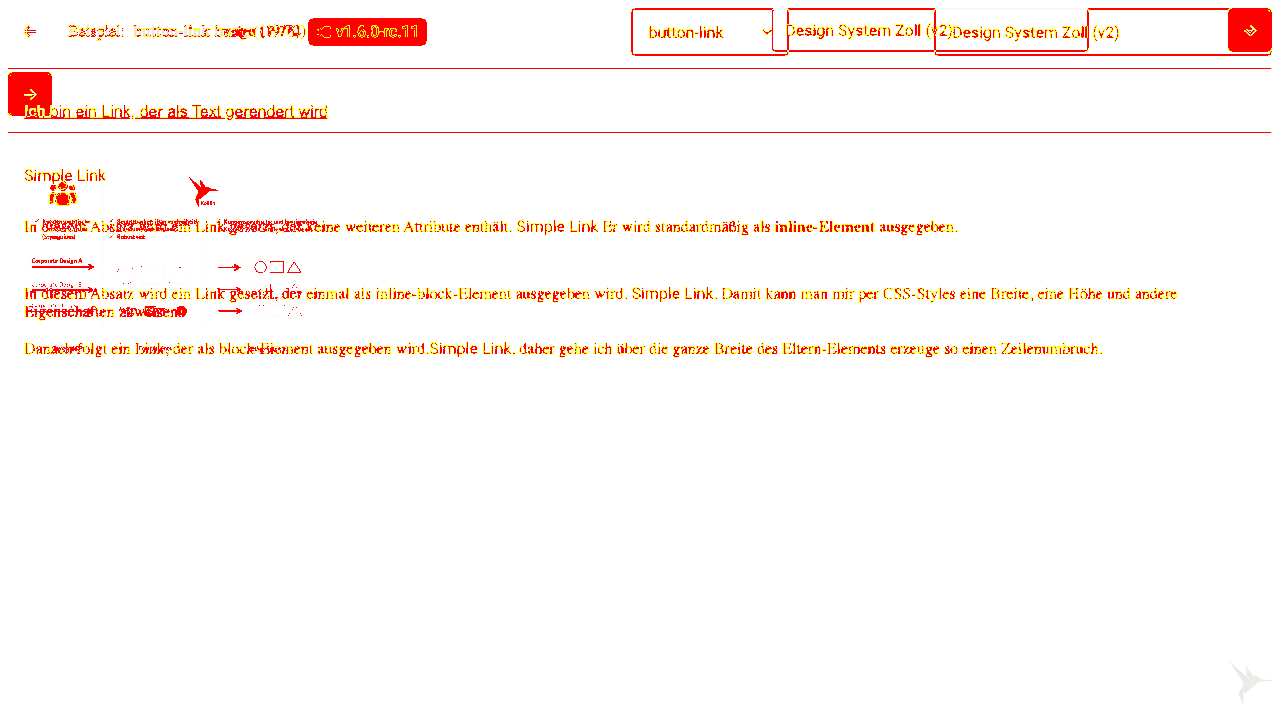 Beispiel: button-link
v1.6.0-rc.11
button-link
Design System Zoll (v2)
Design System Zoll (v2)
Ich bin ein Link, der als Text gerendert wird
Simple Link
KoliBri
In diesem Absatz wird ein Link gesetzt, der keine weiteren Attribute enthält. Simple Link Er wird standardmäßig als inline-Element ausgegeben.
Corporate Design A
In diesem Absatz wird ein Link gesetzt, der einmal als inline-block-Element ausgegeben wird. Simple Link. Damit kann man mir per CSS-Styles eine Breite, eine Höhe und andere
Eigenschaften zuweisen.
Danach folgt ein Link, der als block-Element ausgegeben wird.Simple Link, daher gehe ich über die ganze Breite des Eltern-Elements erzeuge so einen Zeilenumbruch.